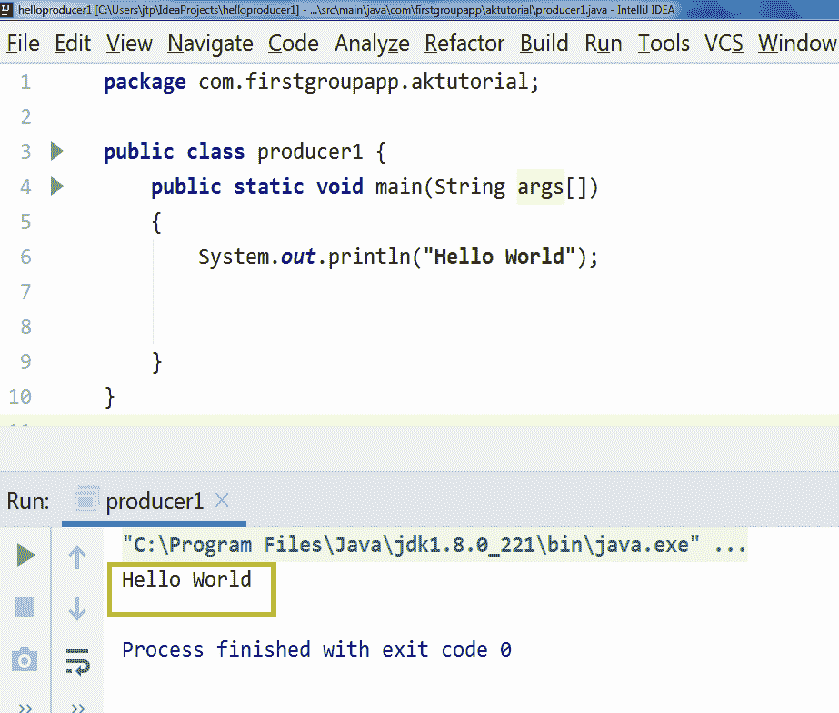 helloproducer1 [C:\Users\jtp\IdeaProjects\helloproducer1] - ...\src\main\java\com\firstgroupapp\aktutorial\producer1.java - IntelliJ IDEA
File Edit View Navigate Code Analyze Refactor Build Run Tools VCS Window
1 package com.firstgroupapp.aktutorial;
2
3 public class producer1 {
4 public static void main(String args[])
5 {
6 System.out.println("Hello World");
7
8
9 }
10 }
Run: producer1
"C:\Program Files\Java\jdk1.8.0_221\bin\java.exe" ...
Hello World
Process finished with exit code 0